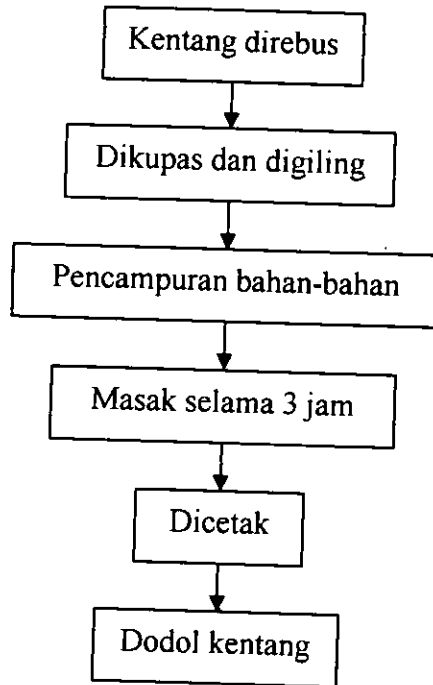 Kentang direbus
Dikupas dan digiling
Pencampuran bahan-bahan
Masak selama 3 jam
Dicetak
Dodol kentang